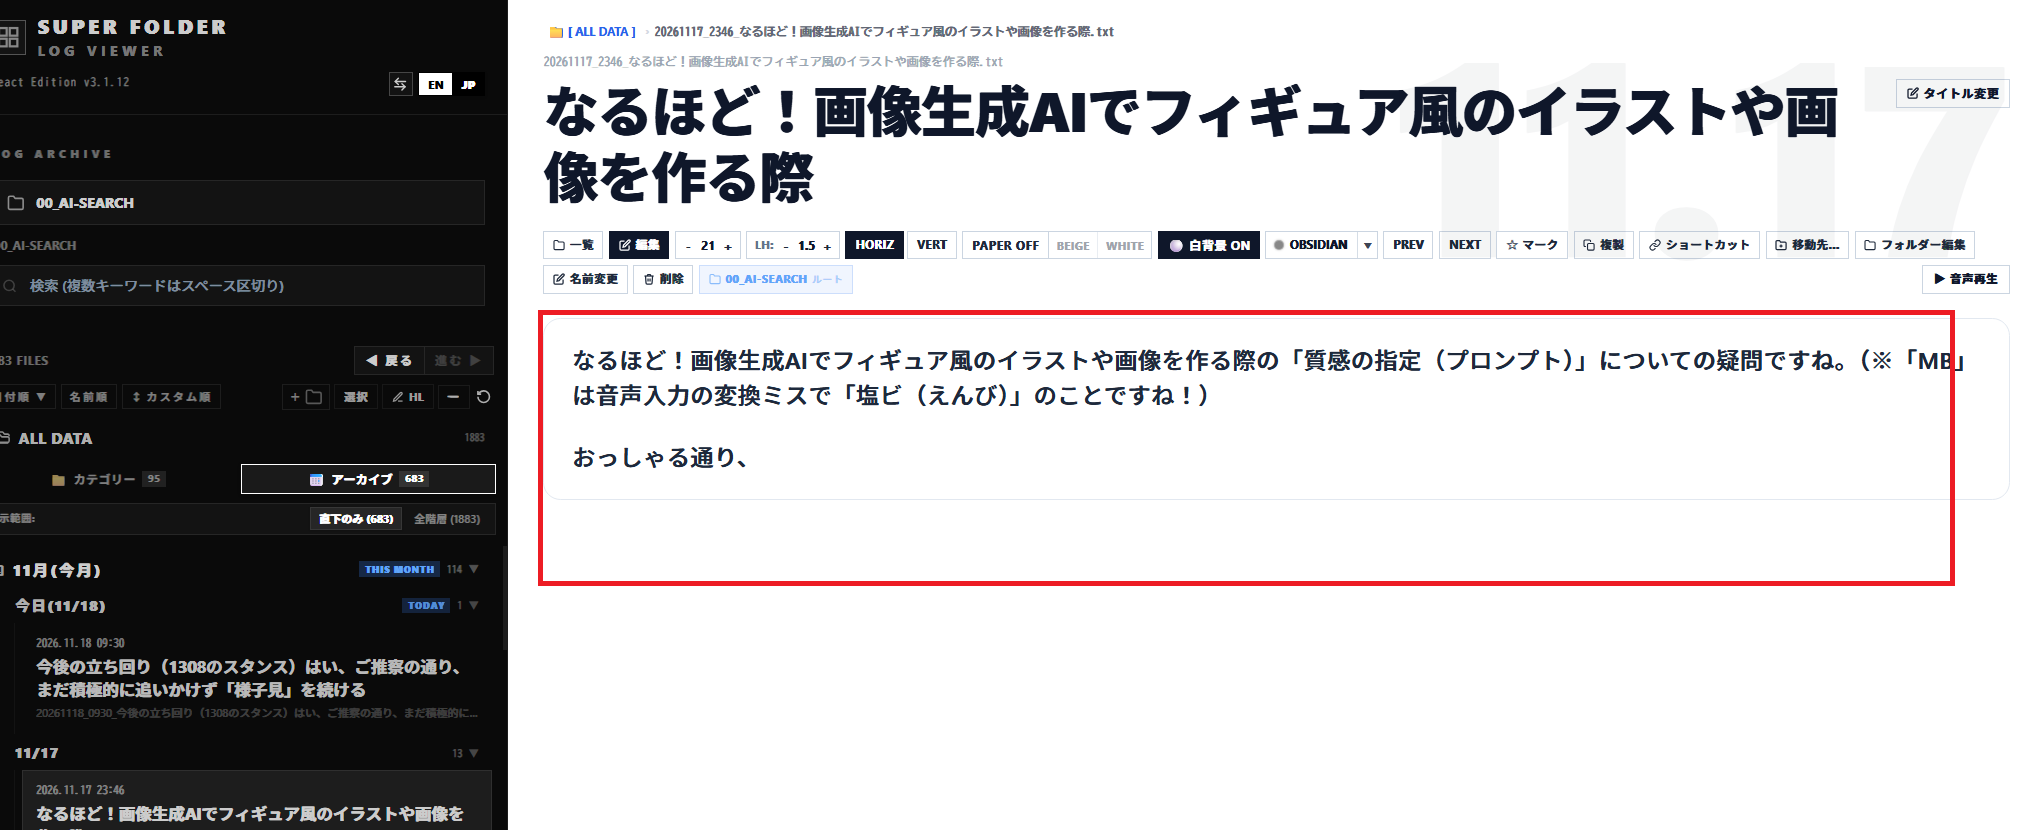 SUPER FOLDER
LOG VIEWER
eact Edition v3.1.12
EN JP
OG ARCHIVE
00_AI-SEARCH
0_AI-SEARCH
検索 (複数キーワードはスペース区切り)
83 FILES
◀ 戻る 進む ▶
付順 ▼ 名前順 カスタム順 + 選択 HL
ALL DATA 1883
カテゴリー 95 アーカイブ 683
示範囲: 直下のみ (683) 全階層 (1883)
11月(今月) THIS MONTH 114 ▼
今日(11/18) TODAY 1 ▼
2026.11.18 09:30
今後の立ち回り（1308のスタンス）はい、ご推察の通り、
まだ積極的に追いかけず「様子見」を続ける
20261118_0930_今後の立ち回り（1308のスタンス）はい、ご推察の通り、まだ積極的に...
11/17 13 ▼
2026.11.17 23:46
なるほど！画像生成AIでフィギュア風のイラストや画像を
[ ALL DATA ] › 20261117_2346_なるほど！画像生成AIでフィギュア風のイラストや画像を作る際.txt
20261117_2346_なるほど！画像生成AIでフィギュア風のイラストや画像を作る際.txt
11.17
タイトル変更
なるほど！画像生成AIでフィギュア風のイラストや画
像を作る際
一覧 編集 - 21 + LH: - 1.5 + HORIZ VERT PAPER OFF BEIGE WHITE 白背景 ON OBSIDIAN ▼ PREV NEXT ☆ マーク 複製 ショートカット 移動先... フォルダー編集
名前変更 削除 00_AI-SEARCH ルート ▶ 音声再生
なるほど！画像生成AIでフィギュア風のイラストや画像を作る際の「質感の指定（プロンプト）」についての疑問ですね。（※「MB」
は音声入力の変換ミスで「塩ビ（えんび）」のことですね！）
おっしゃる通り、